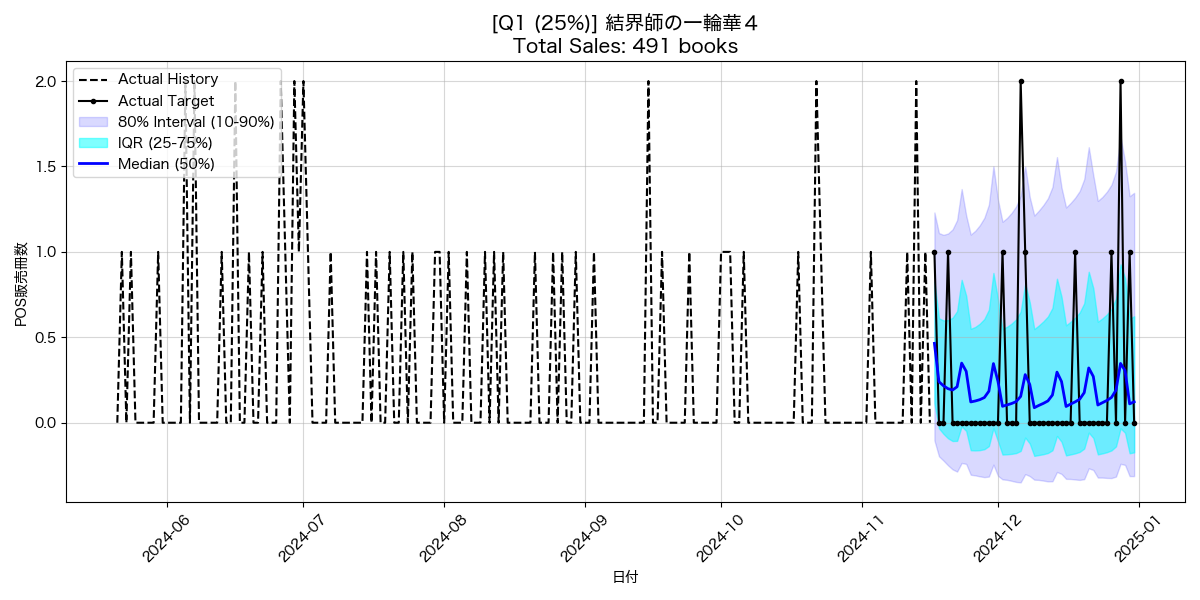 [Q1 (25%)] 結界師の一輪華４
Total Sales: 491 books
Actual History
Actual Target
80% Interval (10-90%)
IQR (25-75%)
Median (50%)
POS販売冊数
2.0
1.5
1.0
0.5
0.0
2024-06
2024-07
2024-08
2024-09
2024-10
2024-11
2024-12
2025-01
日付